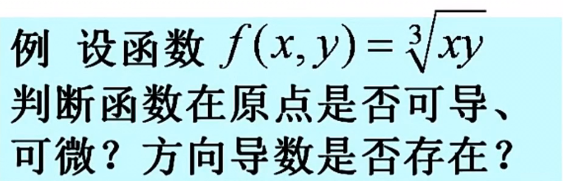 例 设函数 f(x, y) = ∛xy
判断函数在原点是否可导、
可微？方向导数是否存在？